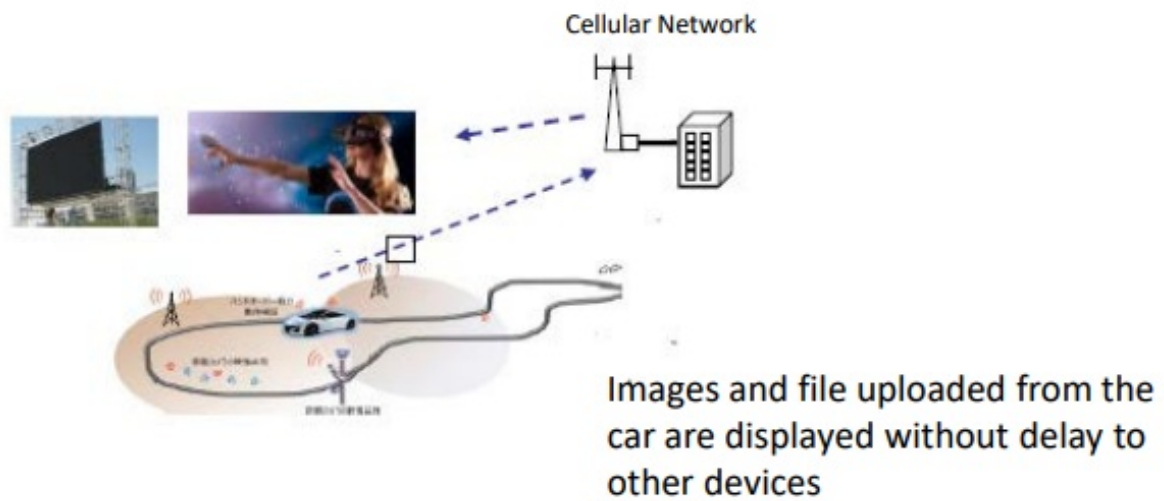 Cellular Network
Images and file uploaded from the
car are displayed without delay to
other devices